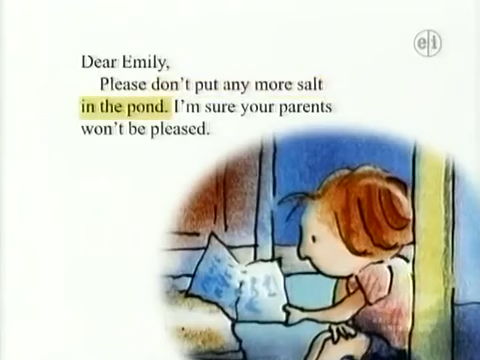 Dear Emily,
Please don't put any more salt
in the pond. I'm sure your parents
won't be pleased.
e/i